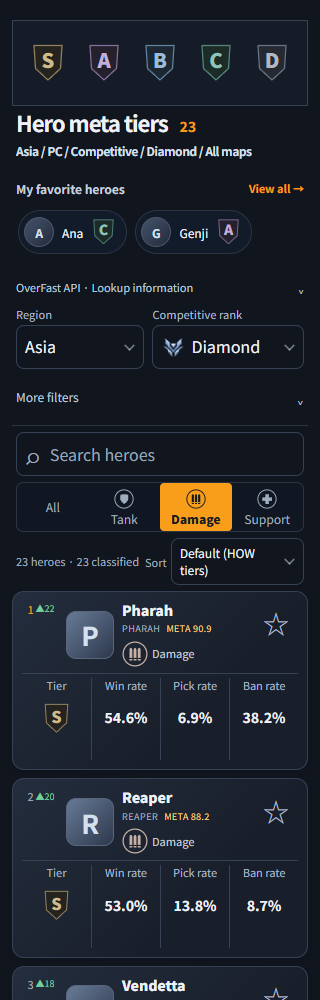 S A B C D
Hero meta tiers 23
Asia / PC / Competitive / Diamond / All maps
My favorite heroes View all →
A Ana C G Genji A
OverFast API · Lookup information
Region Competitive rank
Asia Diamond
More filters
Search heroes
All Tank Damage Support
23 heroes · 23 classified Sort Default (HOW tiers)
1 ▲22
P
Pharah
PHARAH META 90.9
Damage
Tier Win rate Pick rate Ban rate
S 54.6% 6.9% 38.2%
2 ▲20
R
Reaper
REAPER META 88.2
Damage
Tier Win rate Pick rate Ban rate
S 53.0% 13.8% 8.7%
3 ▲18
Vendetta